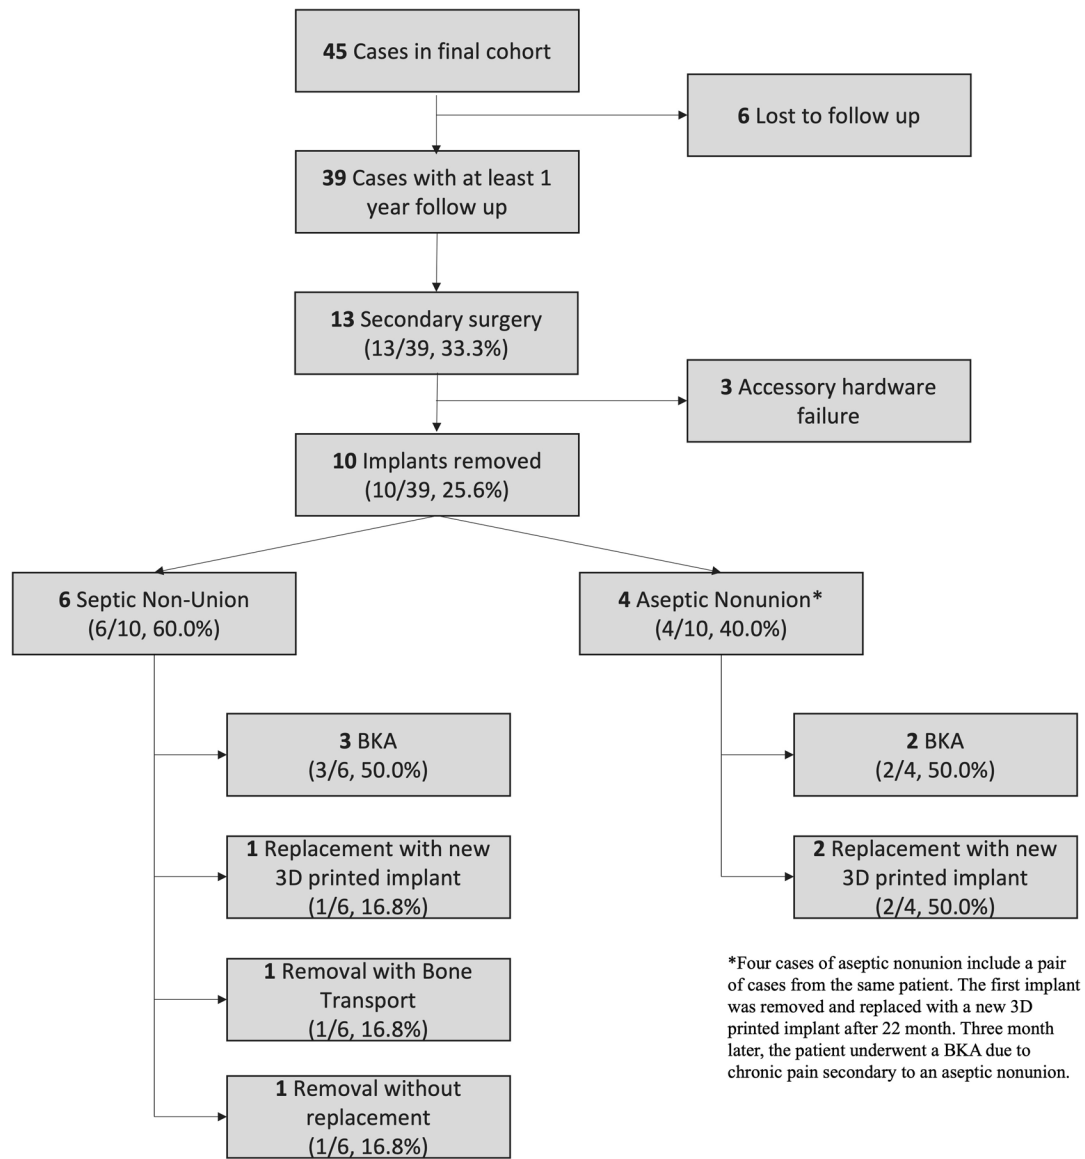 45 Cases in final cohort
6 Lost to follow up
39 Cases with at least 1
year follow up
13 Secondary surgery
(13/39, 33.3%)
3 Accessory hardware
failure
10 Implants removed
(10/39, 25.6%)
6 Septic Non-Union
(6/10, 60.0%)
4 Aseptic Nonunion*
(4/10, 40.0%)
3 BKA
(3/6, 50.0%)
2 BKA
(2/4, 50.0%)
1 Replacement with new
3D printed implant
(1/6, 16.8%)
2 Replacement with new
3D printed implant
(2/4, 50.0%)
1 Removal with Bone
Transport
(1/6, 16.8%)
1 Removal without
replacement
(1/6, 16.8%)
*Four cases of aseptic nonunion include a pair
of cases from the same patient. The first implant
was removed and replaced with a new 3D
printed implant after 22 month. Three month
later, the patient underwent a BKA due to
chronic pain secondary to an aseptic nonunion.